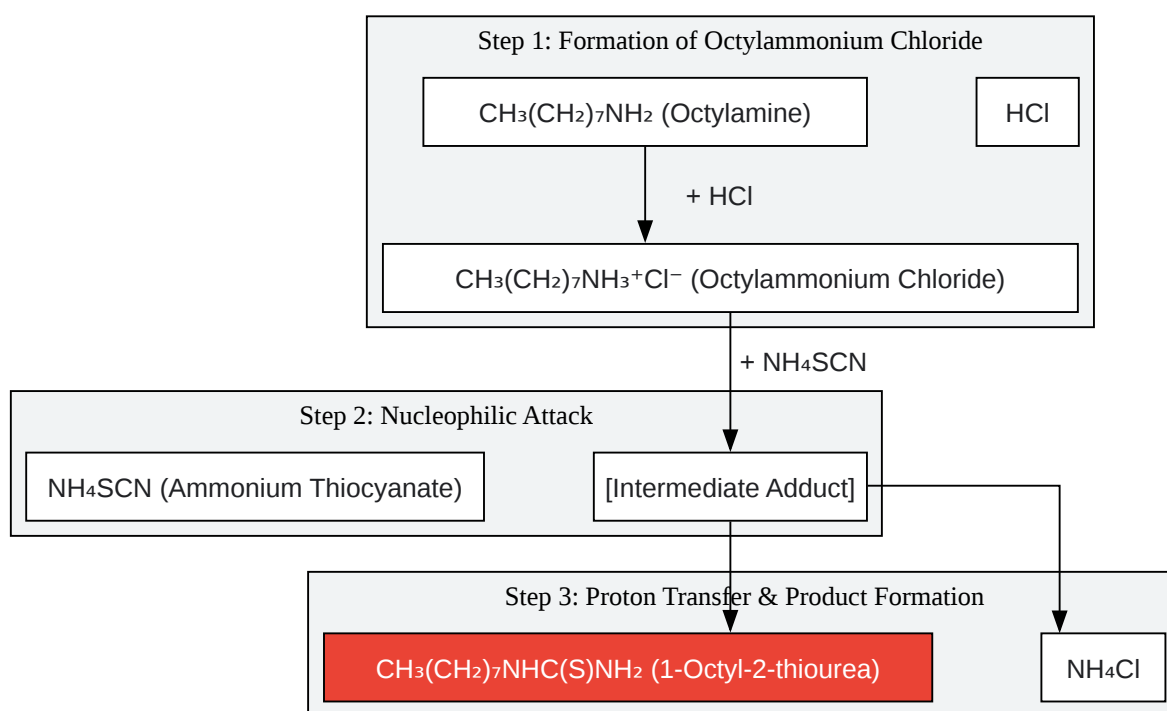 Step 1: Formation of Octylammonium Chloride
CH₃(CH₂)₇NH₂ (Octylamine)
HCl
+ HCl
CH₃(CH₂)₇NH₃⁺Cl⁻ (Octylammonium Chloride)
+ NH₄SCN
Step 2: Nucleophilic Attack
NH₄SCN (Ammonium Thiocyanate)
[Intermediate Adduct]
Step 3: Proton Transfer & Product Formation
CH₃(CH₂)₇NHC(S)NH₂ (1-Octyl-2-thiourea)
NH₄Cl